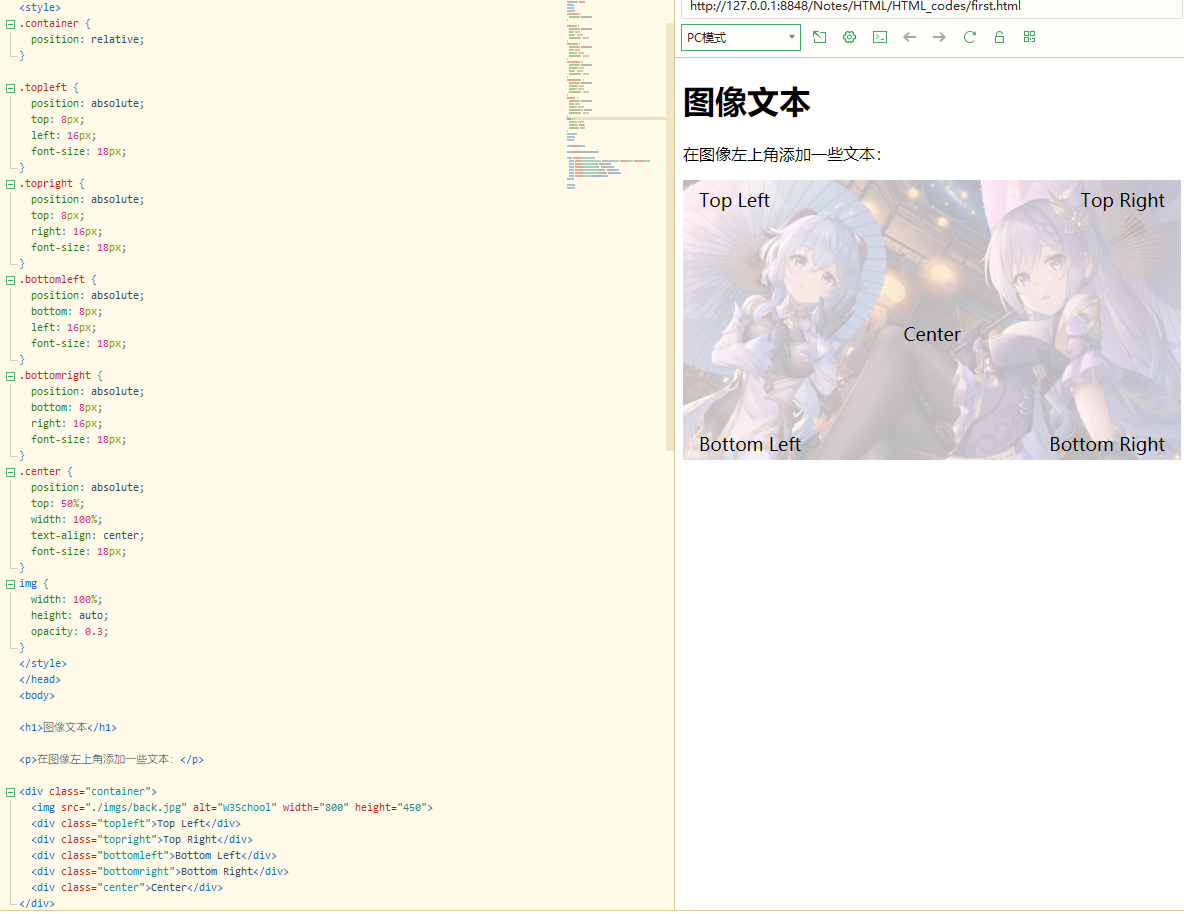 <style>
.container {
position: relative;
}
.topleft {
position: absolute;
top: 8px;
left: 16px;
font-size: 18px;
}
.topright {
position: absolute;
top: 8px;
right: 16px;
font-size: 18px;
}
.bottomleft {
position: absolute;
bottom: 8px;
left: 16px;
font-size: 18px;
}
.bottomright {
position: absolute;
bottom: 8px;
right: 16px;
font-size: 18px;
}
.center {
position: absolute;
top: 50%;
width: 100%;
text-align: center;
font-size: 18px;
}
img {
width: 100%;
height: auto;
opacity: 0.3;
}
</style>
</head>
<body>
<h1>图像文本</h1>
<p>在图像左上角添加一些文本：</p>
<div class="container">
<img src="./imgs/back.jpg" alt="W3School" width="800" height="450">
<div class="topleft">Top Left</div>
<div class="topright">Top Right</div>
<div class="bottomleft">Bottom Left</div>
<div class="bottomright">Bottom Right</div>
<div class="center">Center</div>
</div>
http://127.0.0.1:8848/Notes/HTML/HTML_codes/first.html
PC模式
图像文本
在图像左上角添加一些文本：
Top Left Top Right
Center
Bottom Left Bottom Right